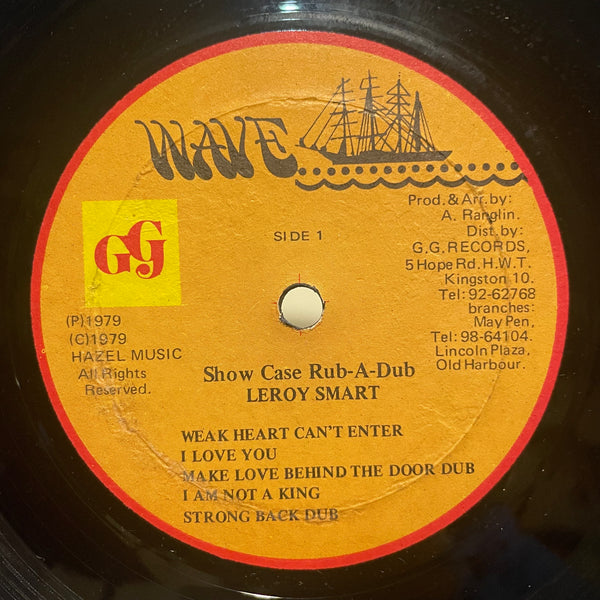 WAVE
GG
SIDE 1
Prod. & Arr. by:
A. Ranglin.
Dist. by:
G.G. RECORDS,
5 Hope Rd. H.W.T.
Kingston 10.
Tel: 92-62768
branches:
May Pen,
Tel: 98-64104.
Lincoln Plaza,
Old Harbour.
(P)1979
(C)1979
HAZEL MUSIC
All Rights
Reserved.
Show Case Rub-A-Dub
LEROY SMART
WEAK HEART CAN'T ENTER
I LOVE YOU
MAKE LOVE BEHIND THE DOOR DUB
I AM NOT A KING
STRONG BACK DUB